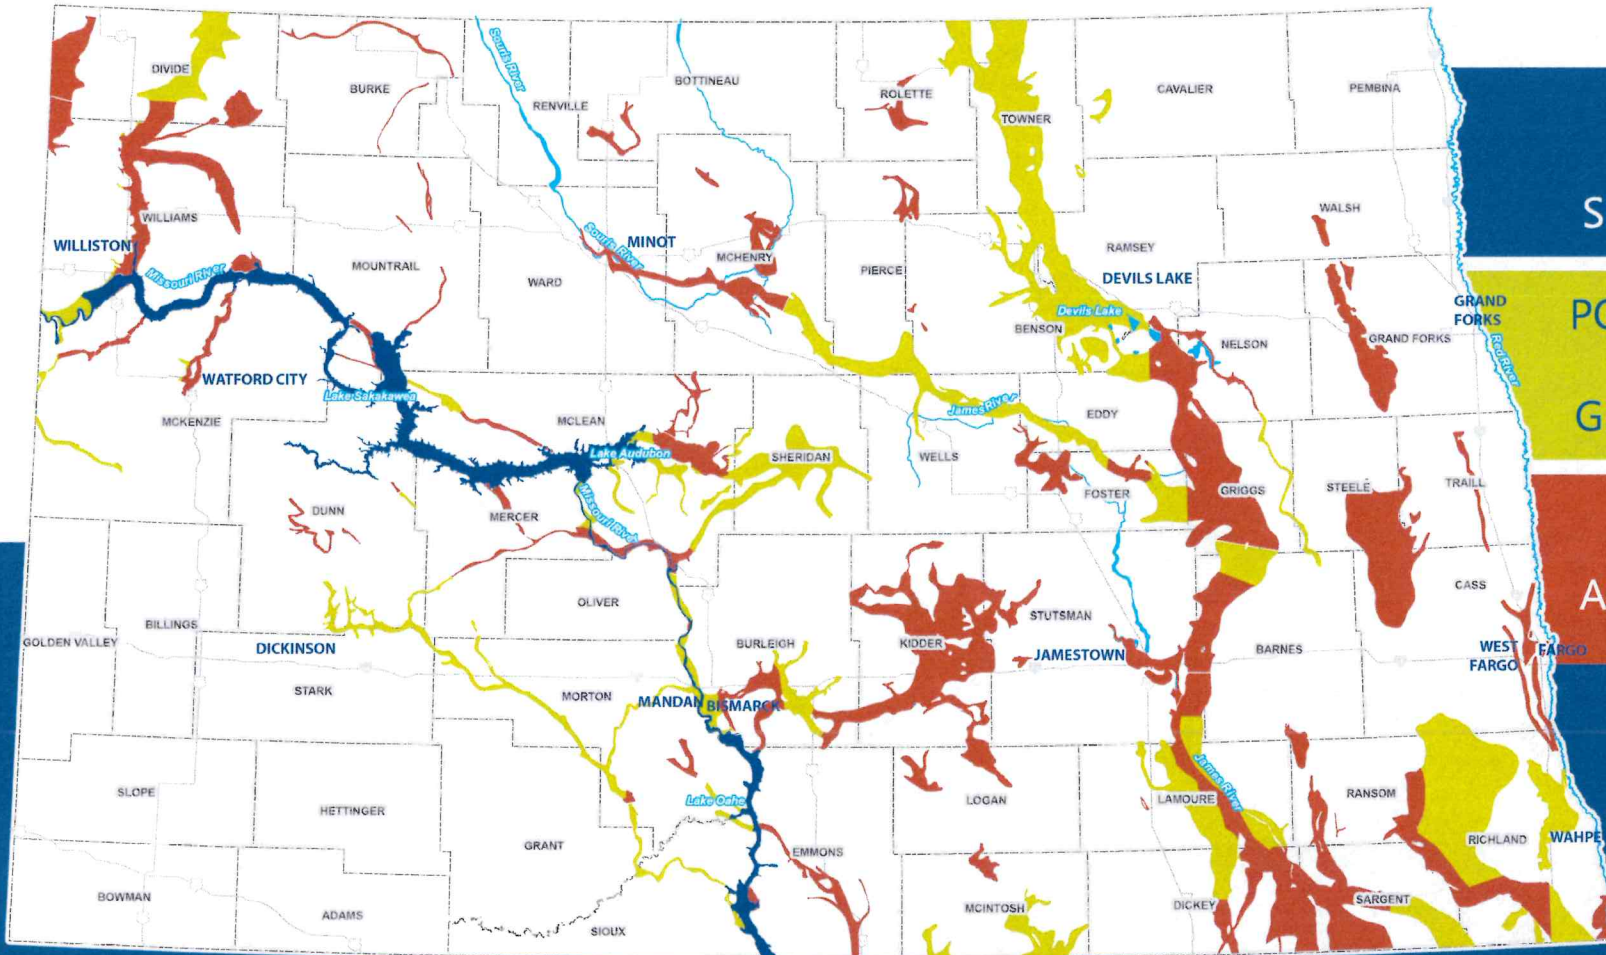 DIVIDE
BURKE
Souris River
RENVILLE
BOTTINEAU
ROLETTE
TOWNER
CAVALIER
PEMBINA
WILLIAMS
WILLISTON
Missouri River
MOUNTRAIL
WARD
Souris River
MINOT
MCHENRY
PIERCE
RAMSEY
DEVILS LAKE
WALSH
S
Devils Lake
BENSON
NELSON
GRAND FORKS
GRAND
FORKS
Red River
PO
G
WATFORD CITY
Lake Sakakawea
MCKENZIE
MCLEAN
Lake Audubon
SHERIDAN
James River
WELLS
EDDY
FOSTER
GRIGGS
STEELE
TRAILL
DUNN
MERCER
Missouri River
OLIVER
BILLINGS
GOLDEN VALLEY
DICKINSON
STARK
MORTON
MANDAN
BISMARCK
BURLEIGH
KIDDER
STUTSMAN
JAMESTOWN
BARNES
CASS
A
WEST
FARGO
FARGO
SLOPE
HETTINGER
GRANT
Lake Oahe
EMMONS
LOGAN
LAMOURE
James River
RANSOM
RICHLAND
WAHPE
BOWMAN
ADAMS
SIOUX
MCINTOSH
DICKEY
SARGENT